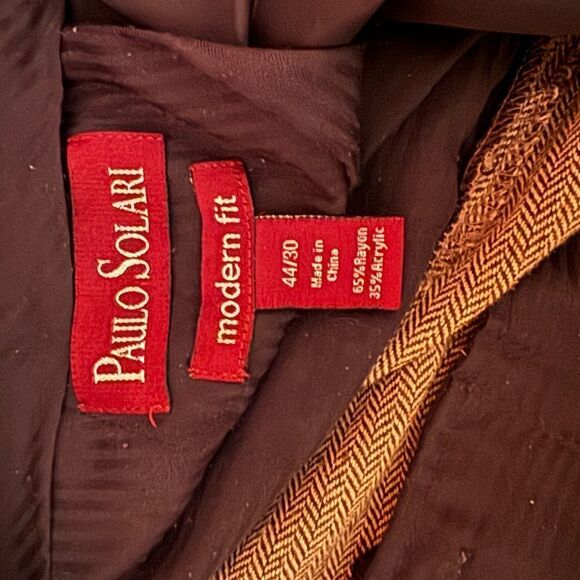 PAULO SOLARI
modern fit
44/30
Made in
China
65%Rayon
35%Acrylic